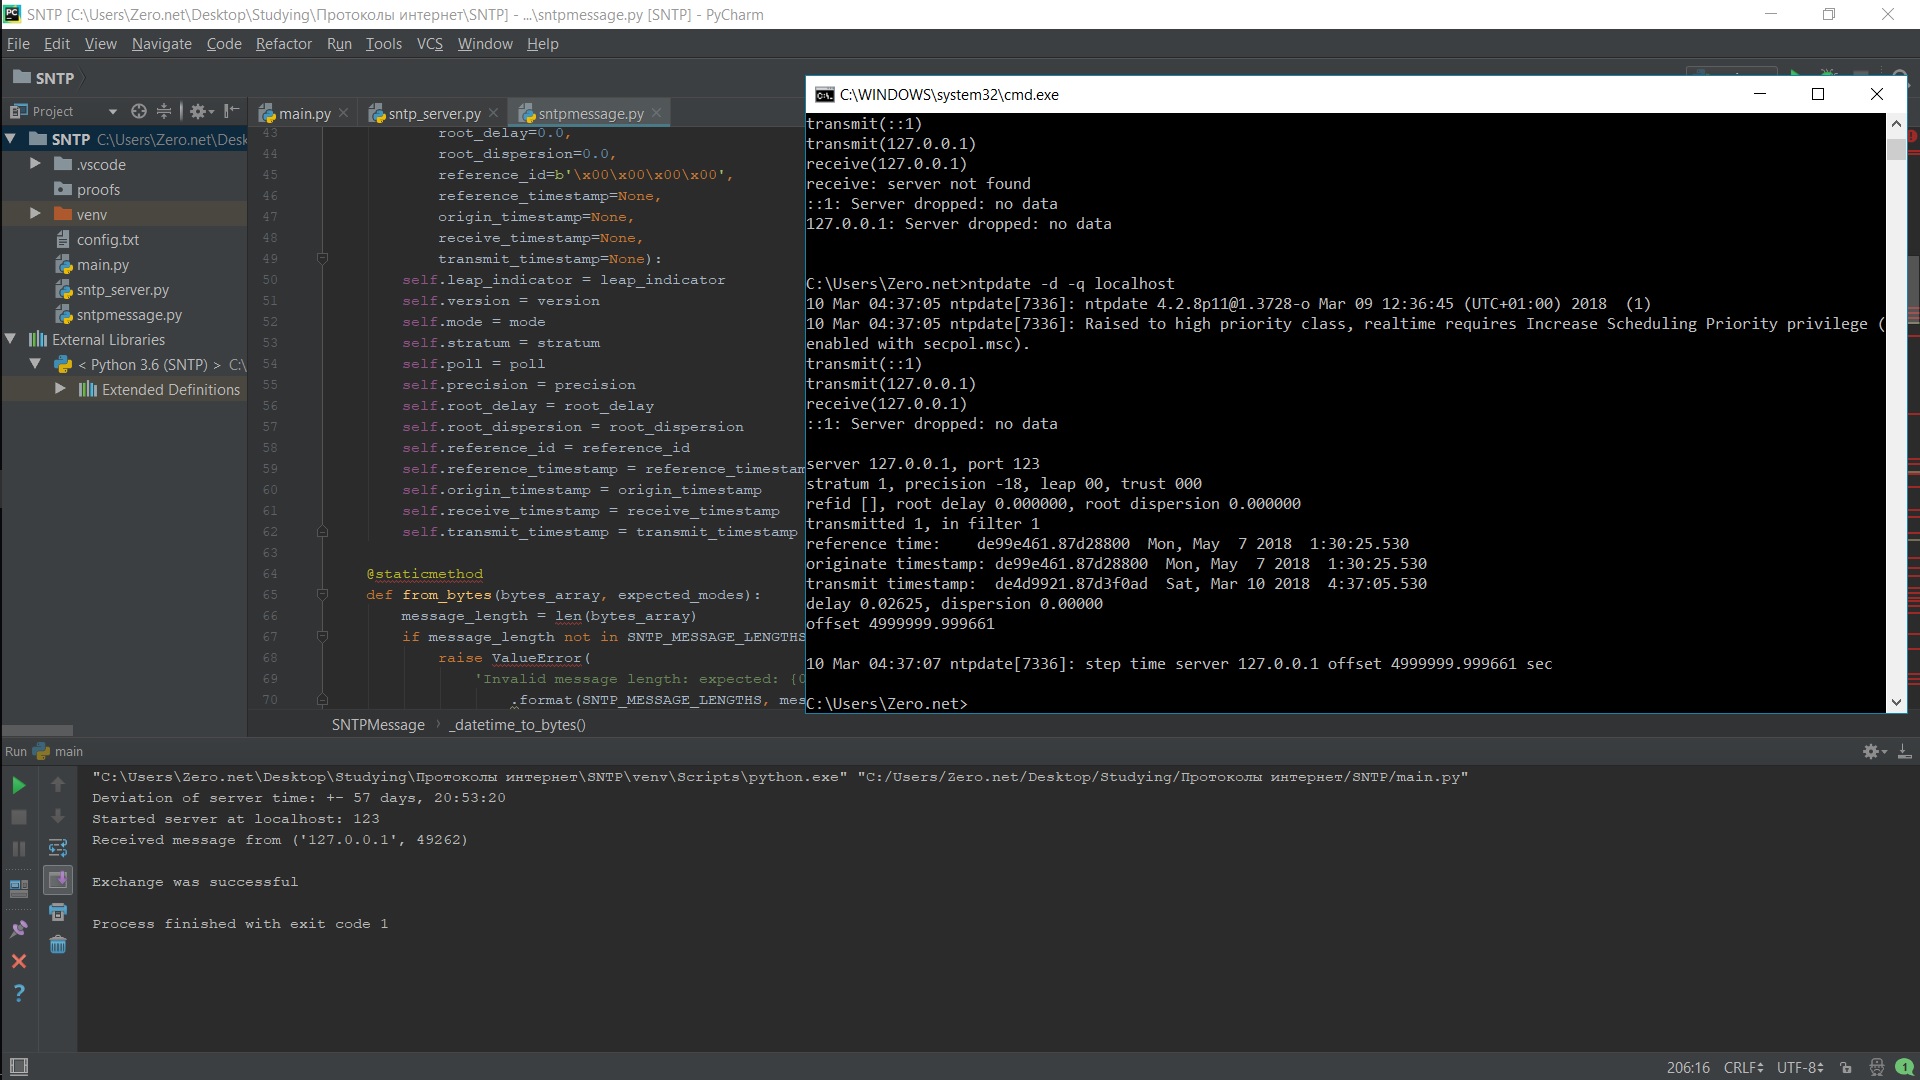 SNTP [C:\Users\Zero.net\Desktop\Studying\Протоколы интернет\SNTP] - ...\sntpmessage.py [SNTP] - PyCharm
File Edit View Navigate Code Refactor Run Tools VCS Window Help
SNTP
Project
main.py
sntp_server.py
sntpmessage.py
SNTP C:\Users\Zero.net\Desk
.vscode
proofs
venv
config.txt
main.py
sntp_server.py
sntpmessage.py
External Libraries
< Python 3.6 (SNTP) > C:\
Extended Definitions
43 root_delay=0.0,
44 root_dispersion=0.0,
45 reference_id=b'\x00\x00\x00\x00',
46 reference_timestamp=None,
47 origin_timestamp=None,
48 receive_timestamp=None,
49 transmit_timestamp=None):
50 self.leap_indicator = leap_indicator
51 self.version = version
52 self.mode = mode
53 self.stratum = stratum
54 self.poll = poll
55 self.precision = precision
56 self.root_delay = root_delay
57 self.root_dispersion = root_dispersion
58 self.reference_id = reference_id
59 self.reference_timestamp = reference_timestam
60 self.origin_timestamp = origin_timestamp
61 self.receive_timestamp = receive_timestamp
62 self.transmit_timestamp = transmit_timestamp
63
64 @staticmethod
65 def from_bytes(bytes_array, expected_modes):
66 message_length = len(bytes_array)
67 if message_length not in SNTP_MESSAGE_LENGTHS
68 raise ValueError(
69 'Invalid message length: expected: {0
70 .format(SNTP_MESSAGE_LENGTHS, mes
SNTPMessage › _datetime_to_bytes()
C:\WINDOWS\system32\cmd.exe
transmit(::1)
transmit(127.0.0.1)
receive(127.0.0.1)
receive: server not found
::1: Server dropped: no data
127.0.0.1: Server dropped: no data
C:\Users\Zero.net>ntpdate -d -q localhost
10 Mar 04:37:05 ntpdate[7336]: ntpdate 4.2.8p11@1.3728-o Mar 09 12:36:45 (UTC+01:00) 2018  (1)
10 Mar 04:37:05 ntpdate[7336]: Raised to high priority class, realtime requires Increase Scheduling Priority privilege (
enabled with secpol.msc).
transmit(::1)
transmit(127.0.0.1)
receive(127.0.0.1)
::1: Server dropped: no data
server 127.0.0.1, port 123
stratum 1, precision -18, leap 00, trust 000
refid [], root delay 0.000000, root dispersion 0.000000
transmitted 1, in filter 1
reference time:    de99e461.87d28800  Mon, May  7 2018  1:30:25.530
originate timestamp: de99e461.87d28800  Mon, May  7 2018  1:30:25.530
transmit timestamp:  de4d9921.87d3f0ad  Sat, Mar 10 2018  4:37:05.530
delay 0.02625, dispersion 0.00000
offset 4999999.999661
10 Mar 04:37:07 ntpdate[7336]: step time server 127.0.0.1 offset 4999999.999661 sec
C:\Users\Zero.net>
Run main
"C:\Users\Zero.net\Desktop\Studying\Протоколы интернет\SNTP\venv\Scripts\python.exe" "C:/Users/Zero.net/Desktop/Studying/Протоколы интернет/SNTP/main.py"
Deviation of server time: +- 57 days, 20:53:20
Started server at localhost: 123
Received message from ('127.0.0.1', 49262)
Exchange was successful
Process finished with exit code 1
206:16 CRLF UTF-8 1